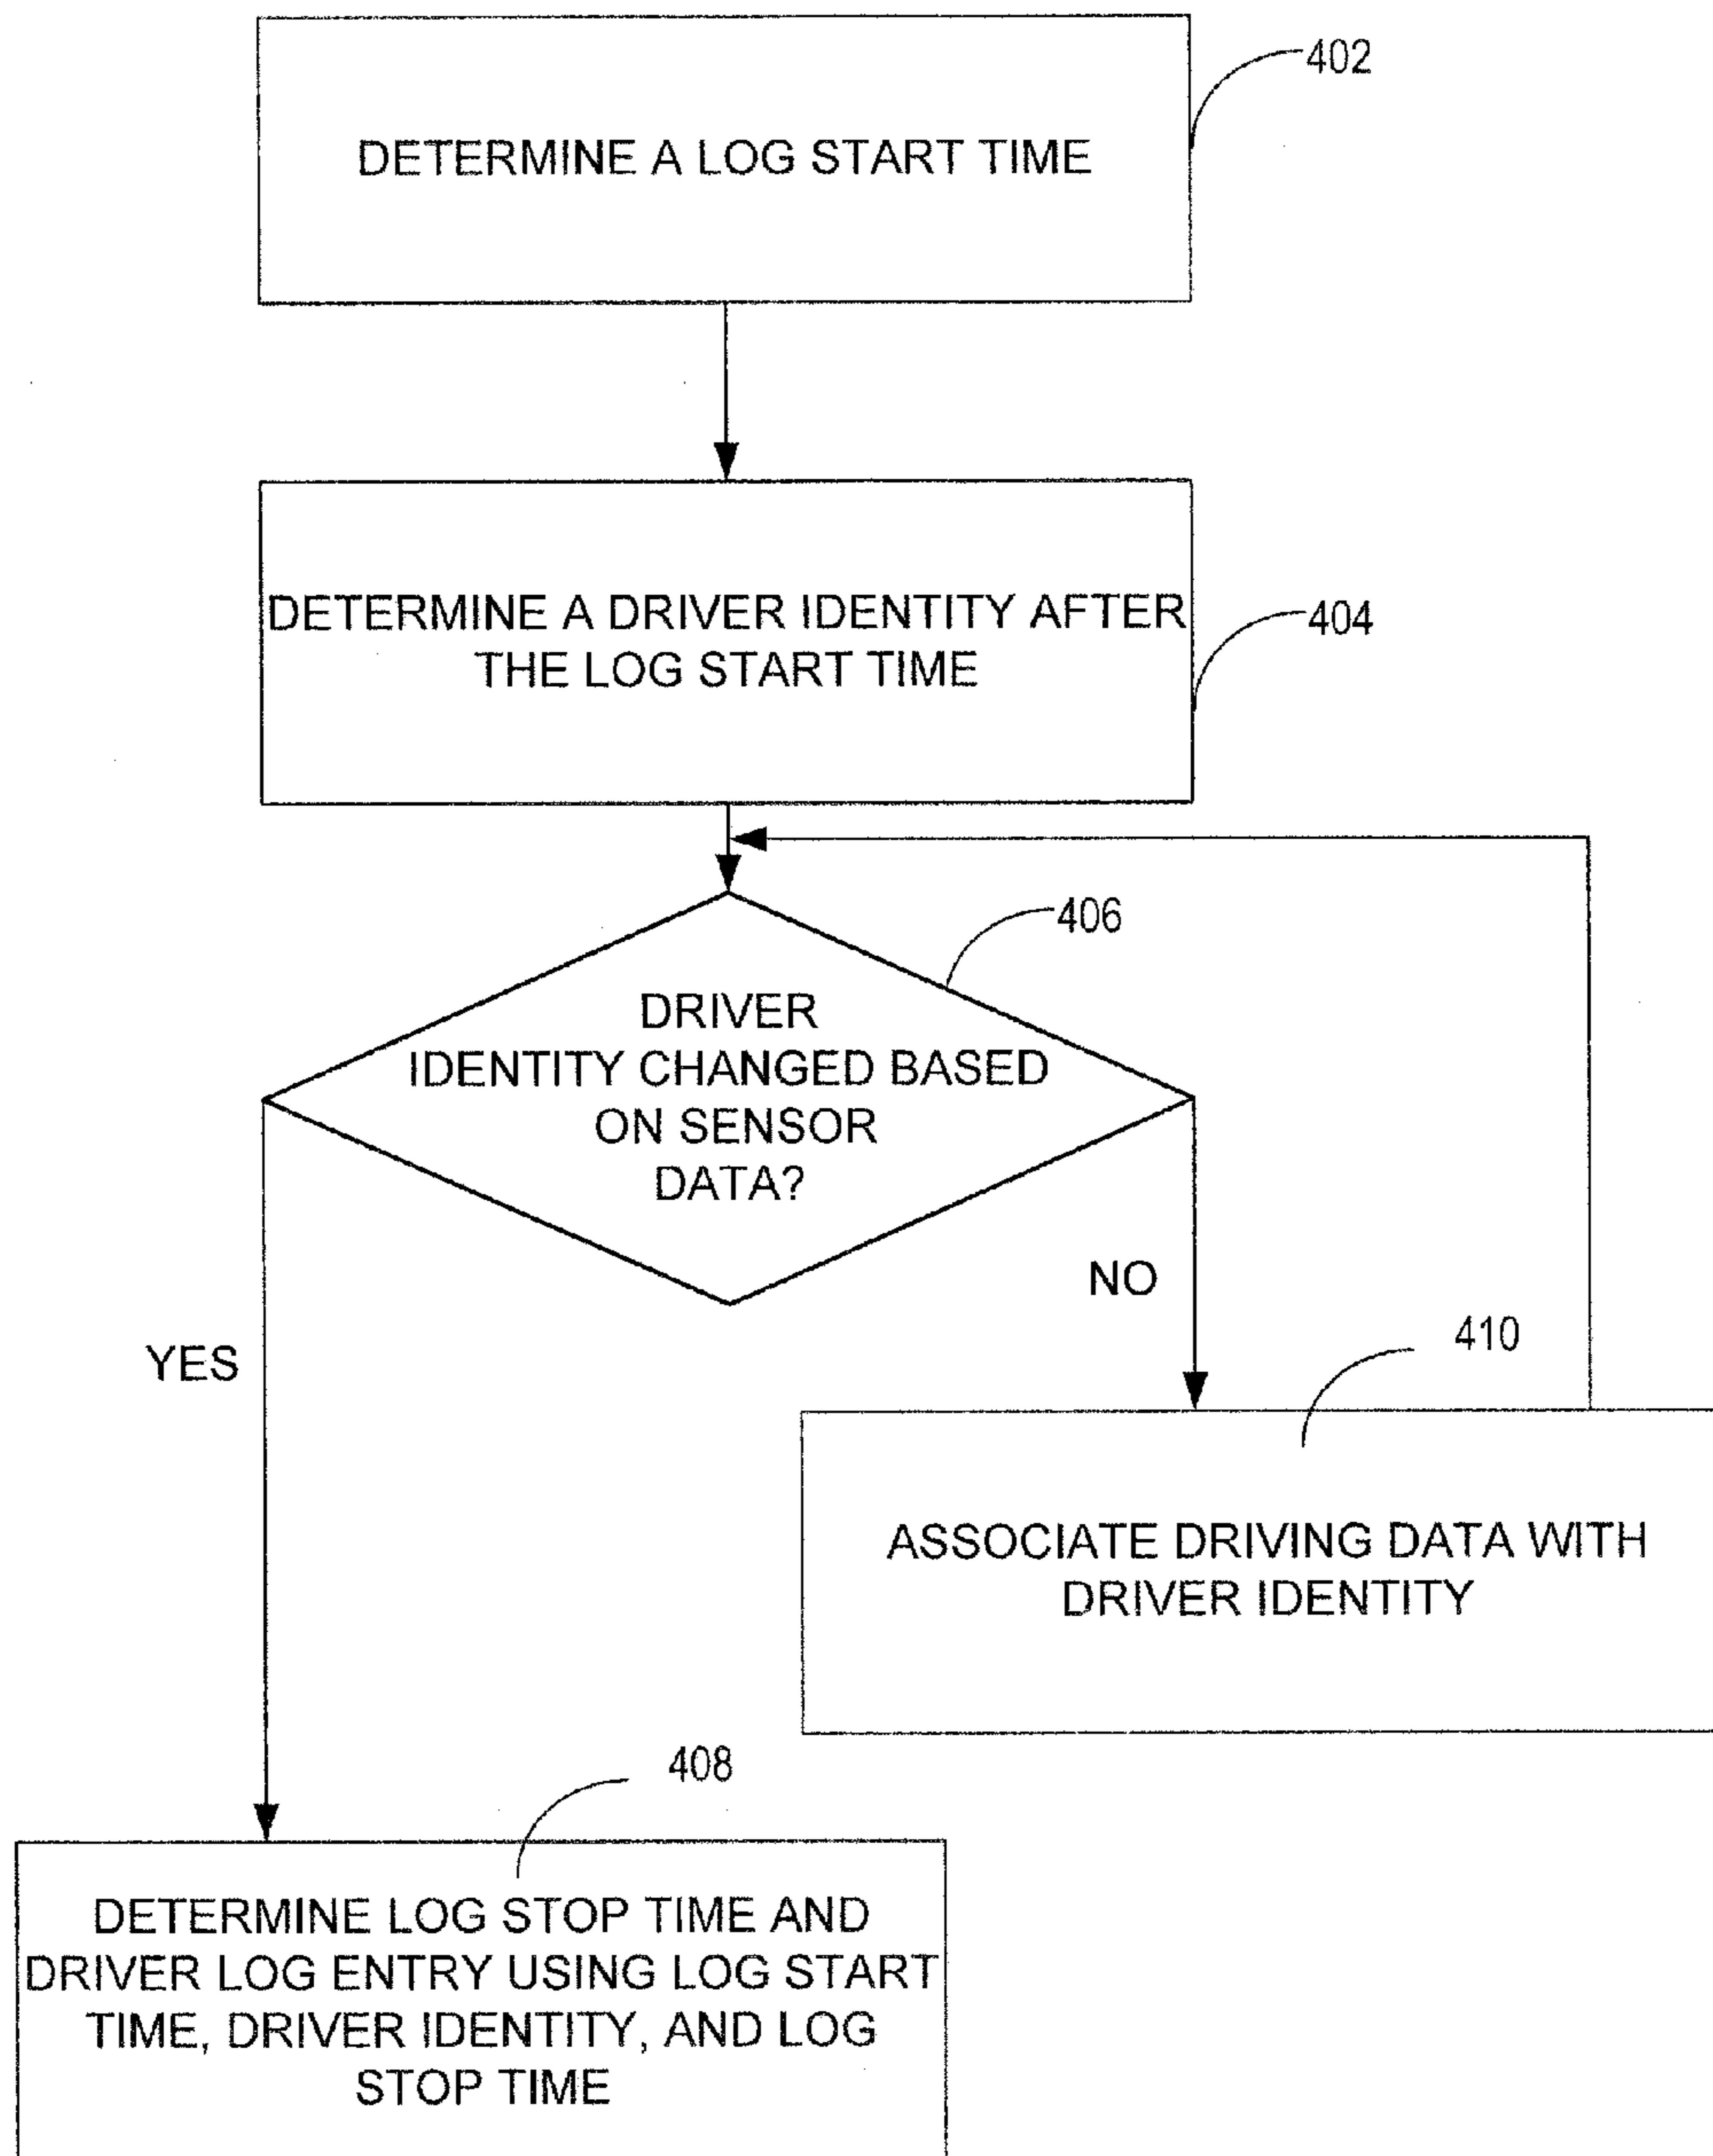 402
DETERMINE A LOG START TIME
DETERMINE A DRIVER IDENTITY AFTER
THE LOG START TIME
404
406
DRIVER
IDENTITY CHANGED BASED
ON SENSOR
DATA?
NO
YES
410
ASSOCIATE DRIVING DATA WITH
DRIVER IDENTITY
408
DETERMINE LOG STOP TIME AND
DRIVER LOG ENTRY USING LOG START
TIME, DRIVER IDENTITY, AND LOG
STOP TIME